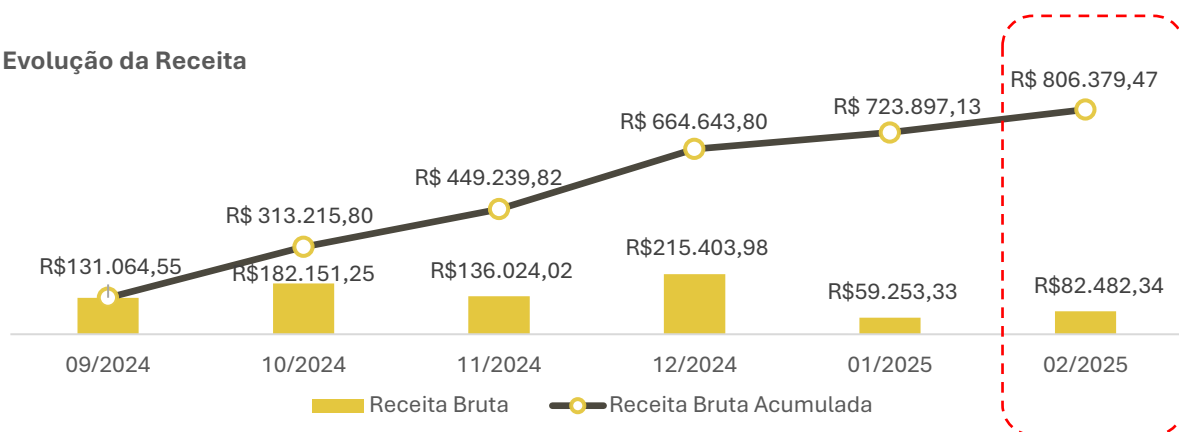 Evolução da Receita
R$ 806.379,47
R$ 723.897,13
R$ 664.643,80
R$ 449.239,82
R$ 313.215,80
R$131.064,55
R$182.151,25
R$136.024,02
R$215.403,98
R$59.253,33
R$82.482,34
09/2024
10/2024
11/2024
12/2024
01/2025
02/2025
Receita Bruta
Receita Bruta Acumulada